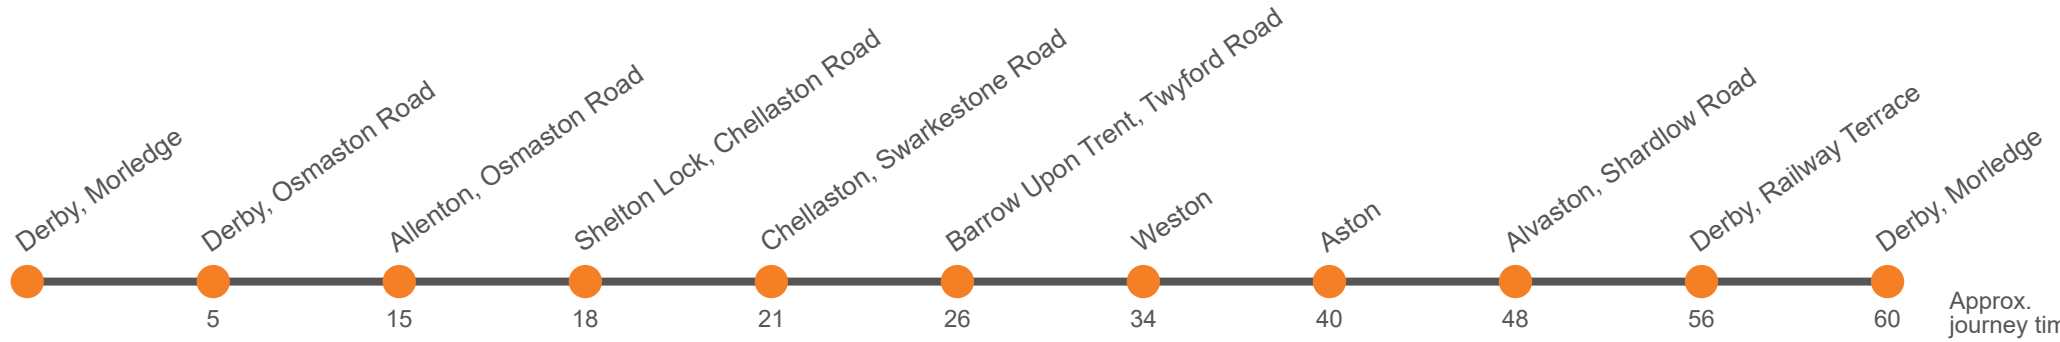 Derby, Morledge
Derby, Osmaston Road
Allenton, Osmaston Road
Shelton Lock, Chellaston Road
Chellaston, Swarkestone Road
Barrow Upon Trent, Twyford Road
Weston
Aston
Alvaston, Shardlow Road
Derby, Railway Terrace
Derby, Morledge
5 15 18 21 26 34 40 48 56 60
Approx.
journey